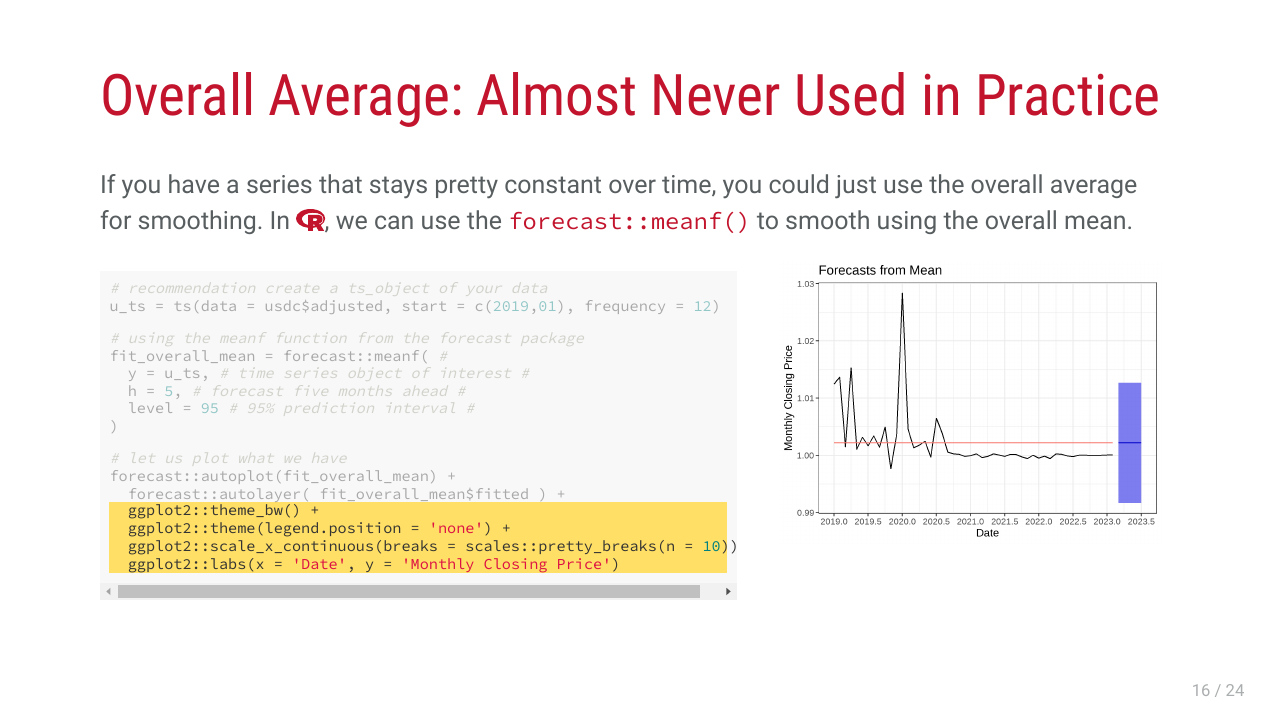 Overall Average: Almost Never Used in Practice
If you have a series that stays pretty constant over time, you could just use the overall average
for smoothing. In R, we can use the forecast::meanf() to smooth using the overall mean.
# recommendation create a ts_object of your data
u_ts = ts(data = usdc$adjusted, start = c(2019,01), frequency = 12)
# using the meanf function from the forecast package
fit_overall_mean = forecast::meanf( #
  y = u_ts, # time series object of interest #
  h = 5, # forecast five months ahead #
  level = 95 # 95% prediction interval #
)
# let us plot what we have
forecast::autoplot(fit_overall_mean) +
  forecast::autolayer( fit_overall_mean$fitted ) +
  ggplot2::theme_bw() +
  ggplot2::theme(legend.position = 'none') +
  ggplot2::scale_x_continuous(breaks = scales::pretty_breaks(n = 10))
  ggplot2::labs(x = 'Date', y = 'Monthly Closing Price')
Forecasts from Mean
Monthly Closing Price
1.03
1.02
1.01
1.00
0.99
2019.0 2019.5 2020.0 2020.5 2021.0 2021.5 2022.0 2022.5 2023.0 2023.5
Date
16 / 24